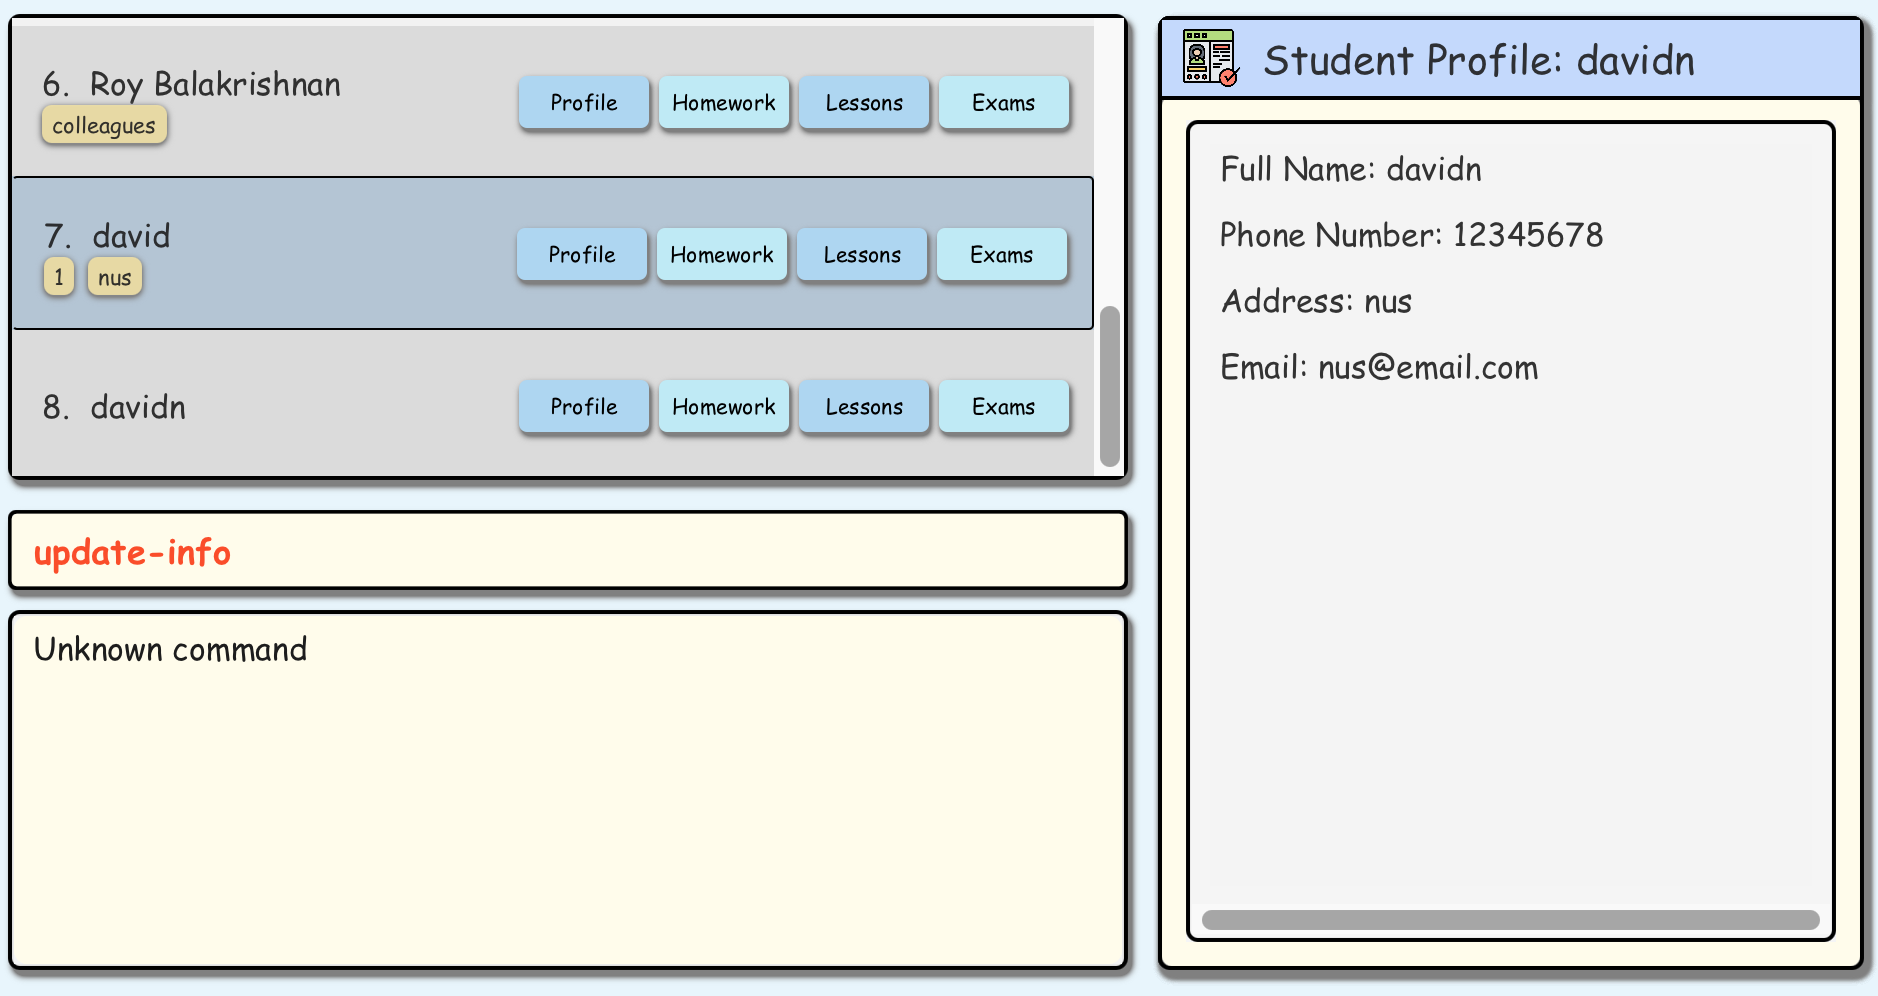 6. Roy Balakrishnan
colleagues
Profile Homework Lessons Exams
7. david
1 nus
Profile Homework Lessons Exams
8. davidn
Profile Homework Lessons Exams
update-info
Unknown command
Student Profile: davidn
Full Name: davidn
Phone Number: 12345678
Address: nus
Email: nus@email.com